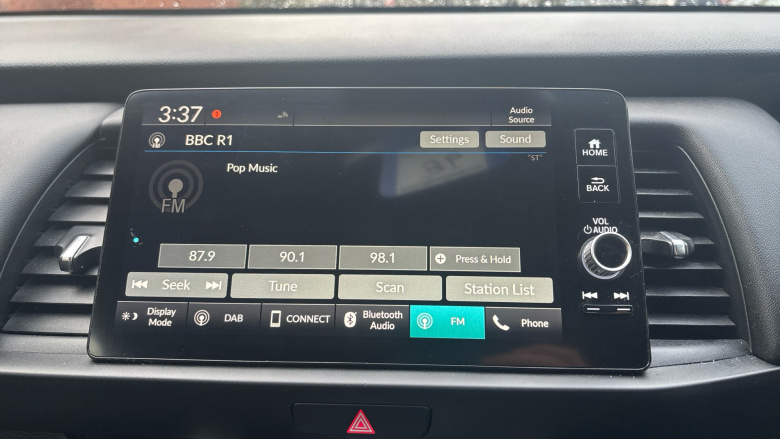 3:37
Audio
Source
BBC R1
Settings
Sound
"ST"
Pop Music
FM
HOME
BACK
VOL
AUDIO
87.9
90.1
98.1
Press & Hold
Seek
Tune
Scan
Station List
Display
Mode
DAB
CONNECT
Bluetooth
Audio
FM
Phone